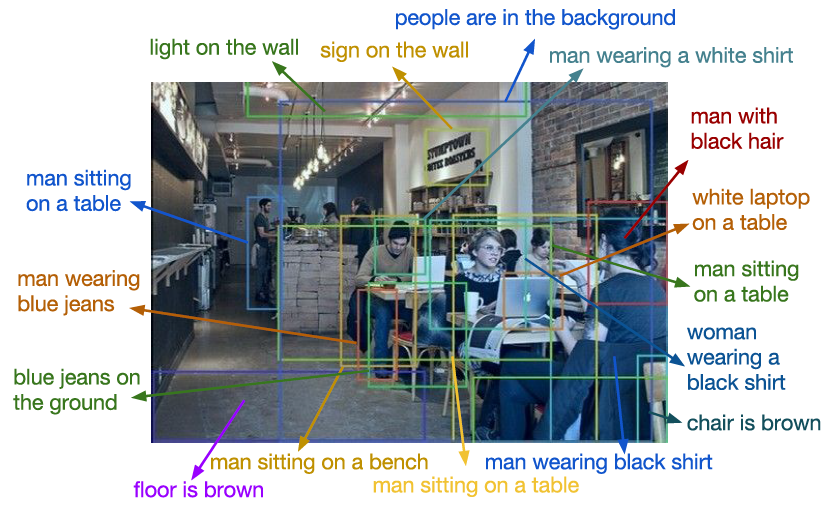 people are in the background
light on the wall
sign on the wall
man wearing a white shirt
man with
black hair
STUMPTOWN
COFFEE ROASTERS
man sitting
on a table
white laptop
on a table
man wearing
blue jeans
man sitting
on a table
woman
wearing a
black shirt
blue jeans on
the ground
chair is brown
man sitting on a bench
man wearing black shirt
man sitting on a table
floor is brown